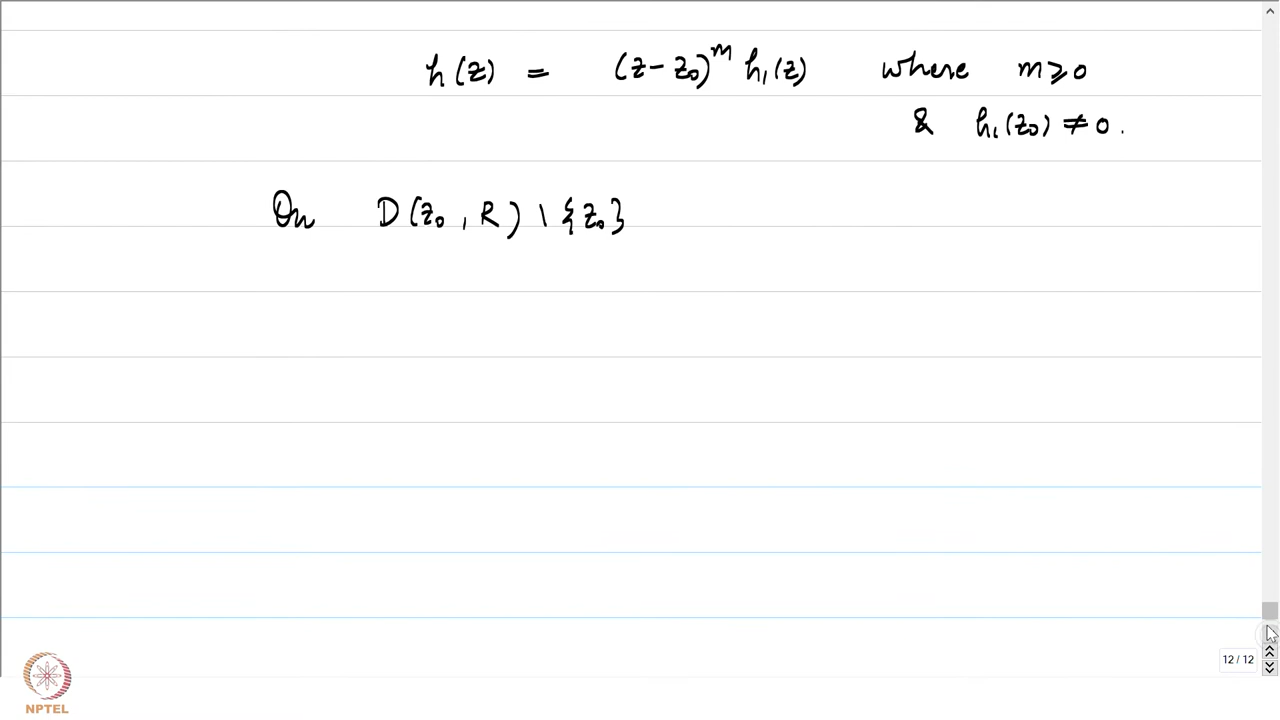 h(z) = (z-z₀)ᵐ h₁(z) where m ⩾ 0
& h₁(z₀) ≠ 0.
On D(z₀, R) \ {z₀}
12 / 12
NPTEL